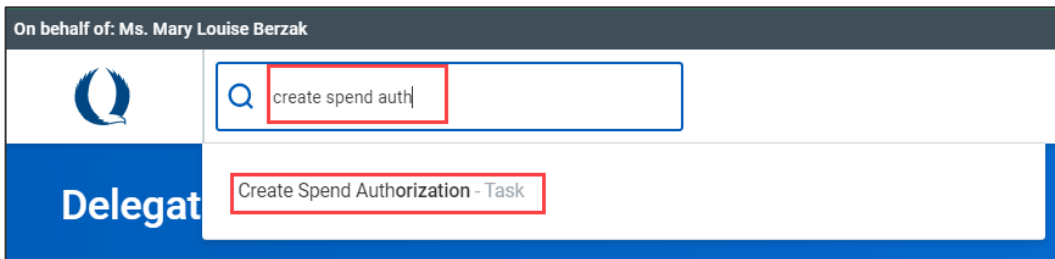 On behalf of: Ms. Mary Louise Berzak
create spend auth
Create Spend Authorization - Task
Delegat